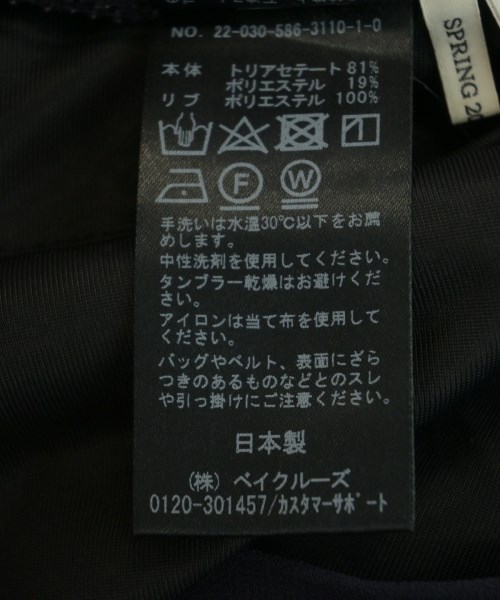 NO. 22-030-586-3110-1-0
本体 トリアセテート 81%
ポリエステル 19%
リブ ポリエステル 100%
F W
手洗いは水温30℃以下をお薦
めします。
中性洗剤を使用してください。
タンブラー乾燥はお避けくだ
さい。
アイロンは当て布を使用して
ください。
バッグやベルト、表面にざら
つきのあるものなどとのスレ
や引っ掛けにご注意ください。
日本製
(株) ベイクルーズ
0120-301457/ｶｽﾀﾏｰｻﾎﾟｰﾄ
SPRING